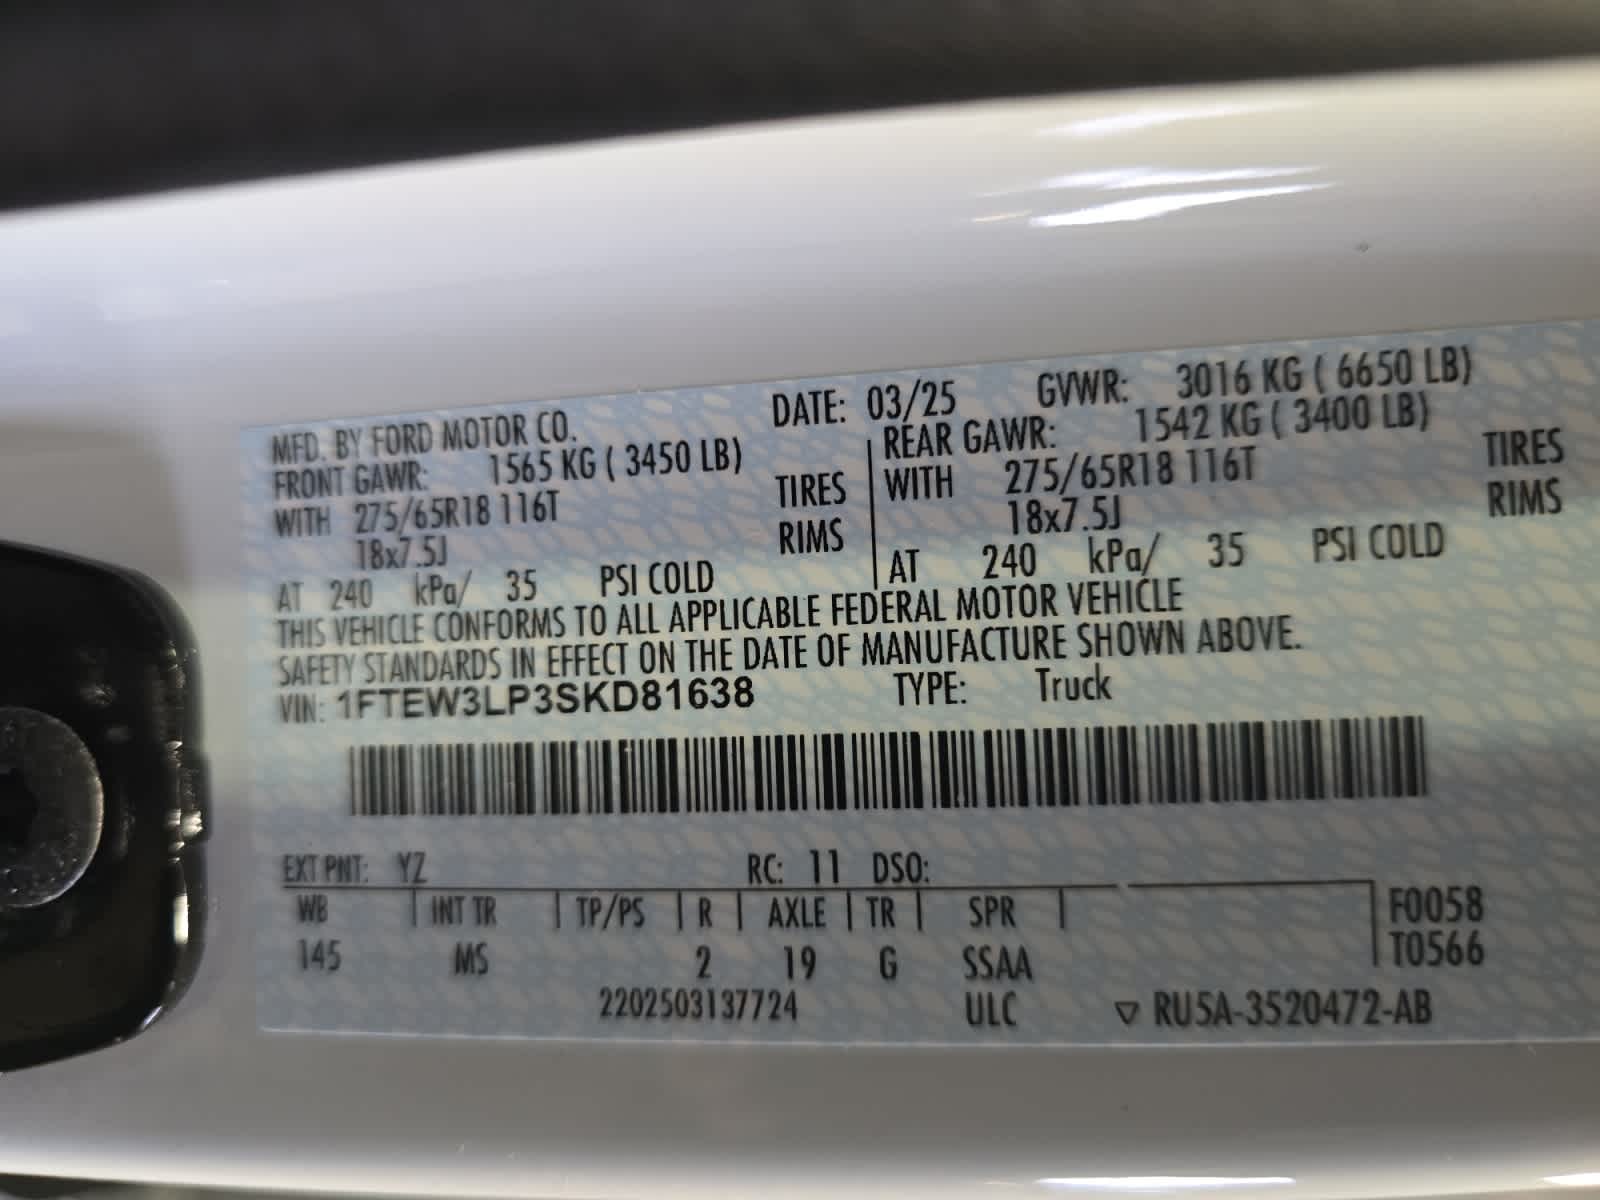 MFD. BY FORD MOTOR CO. DATE: 03/25 GVWR: 3016 KG ( 6650 LB)
FRONT GAWR: 1565 KG ( 3450 LB) REAR GAWR: 1542 KG ( 3400 LB)
WITH 275/65R18 116T TIRES WITH 275/65R18 116T TIRES
18x7.5J RIMS 18x7.5J RIMS
AT 240 kPa/ 35 PSI COLD AT 240 kPa/ 35 PSI COLD
THIS VEHICLE CONFORMS TO ALL APPLICABLE FEDERAL MOTOR VEHICLE
SAFETY STANDARDS IN EFFECT ON THE DATE OF MANUFACTURE SHOWN ABOVE.
VIN: 1FTEW3LP3SKD81638 TYPE: Truck
EXT PNT: YZ RC: 11 DSO:
WB INT TR TP/PS R AXLE TR SPR F0058
145 MS 2 19 G SSAA T0566
2202503137724 ULC ▽ RU5A-3520472-AB